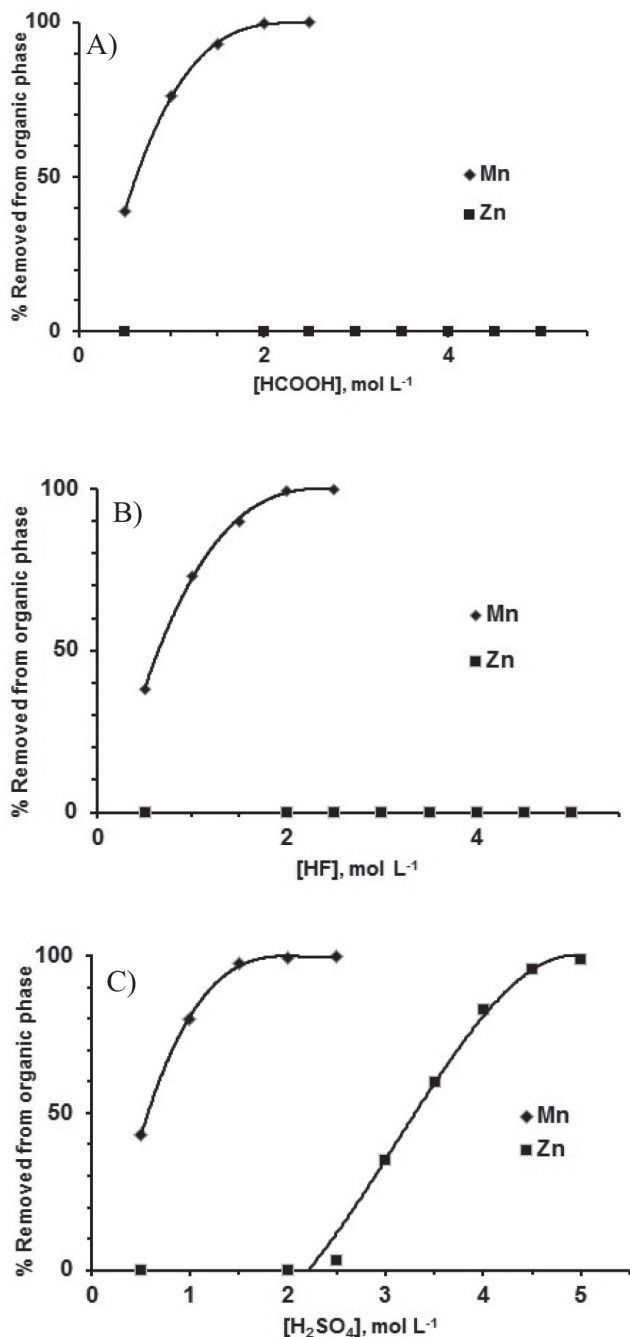 A)
% Removed from organic phase
100
50
0
Mn
Zn
0
2
4
[HCOOH], mol L⁻¹
B)
% Removed from organic phase
100
50
0
Mn
Zn
0
2
4
[HF], mol L⁻¹
C)
% Removed from organic phase
100
50
0
Mn
Zn
0
1
2
3
4
5
[H₂SO₄], mol L⁻¹